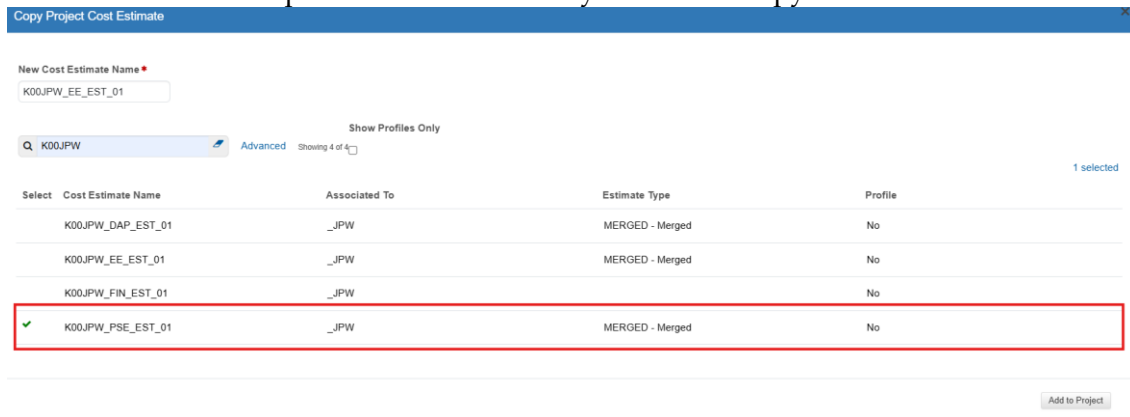 Copy Project Cost Estimate
New Cost Estimate Name
K00JPW_EE_EST_01
Show Profiles Only
K00JPW Advanced Showing 4 of 4
1 selected
Select Cost Estimate Name Associated To Estimate Type Profile
K00JPW_DAP_EST_01 _JPW MERGED - Merged No
K00JPW_EE_EST_01 _JPW MERGED - Merged No
K00JPW_FIN_EST_01 _JPW No
K00JPW_PSE_EST_01 _JPW MERGED - Merged No
Add to Project